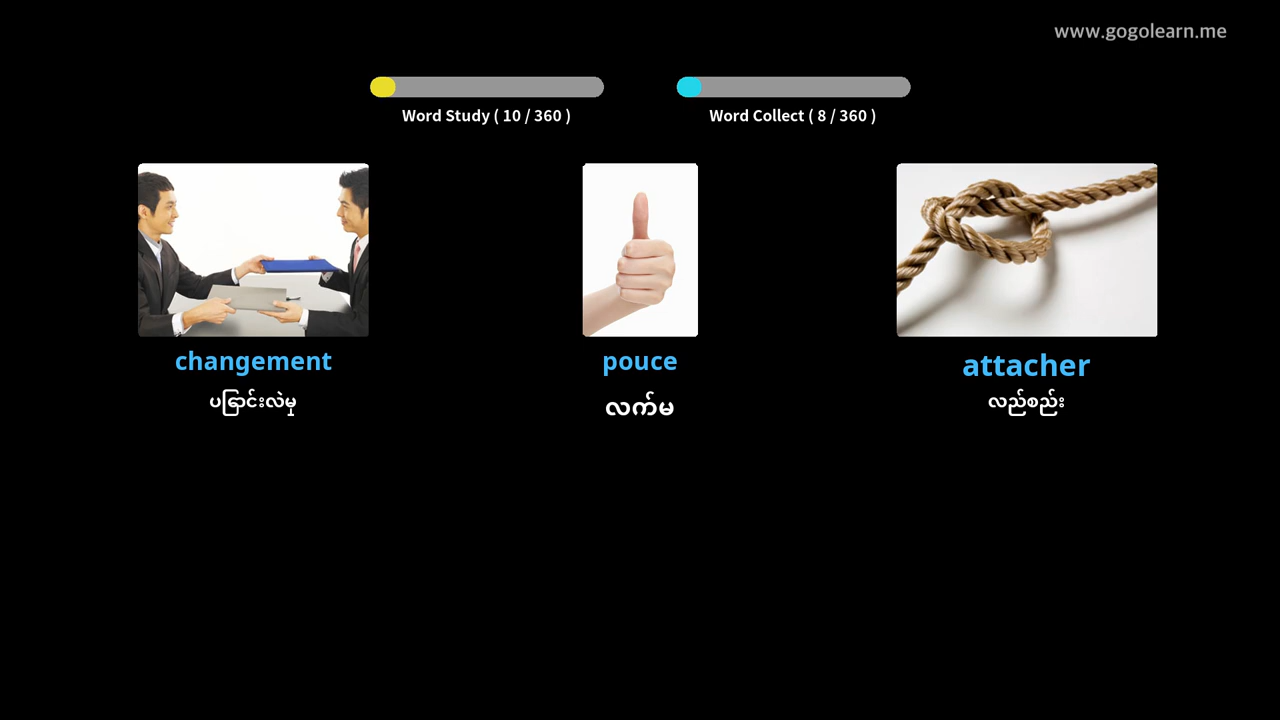 www.gogolearn.me
Word Study ( 10 / 360 )
Word Collect ( 8 / 360 )
changement
ပြောင်းလဲမှု
pouce
လက်မ
attacher
လည်စည်း